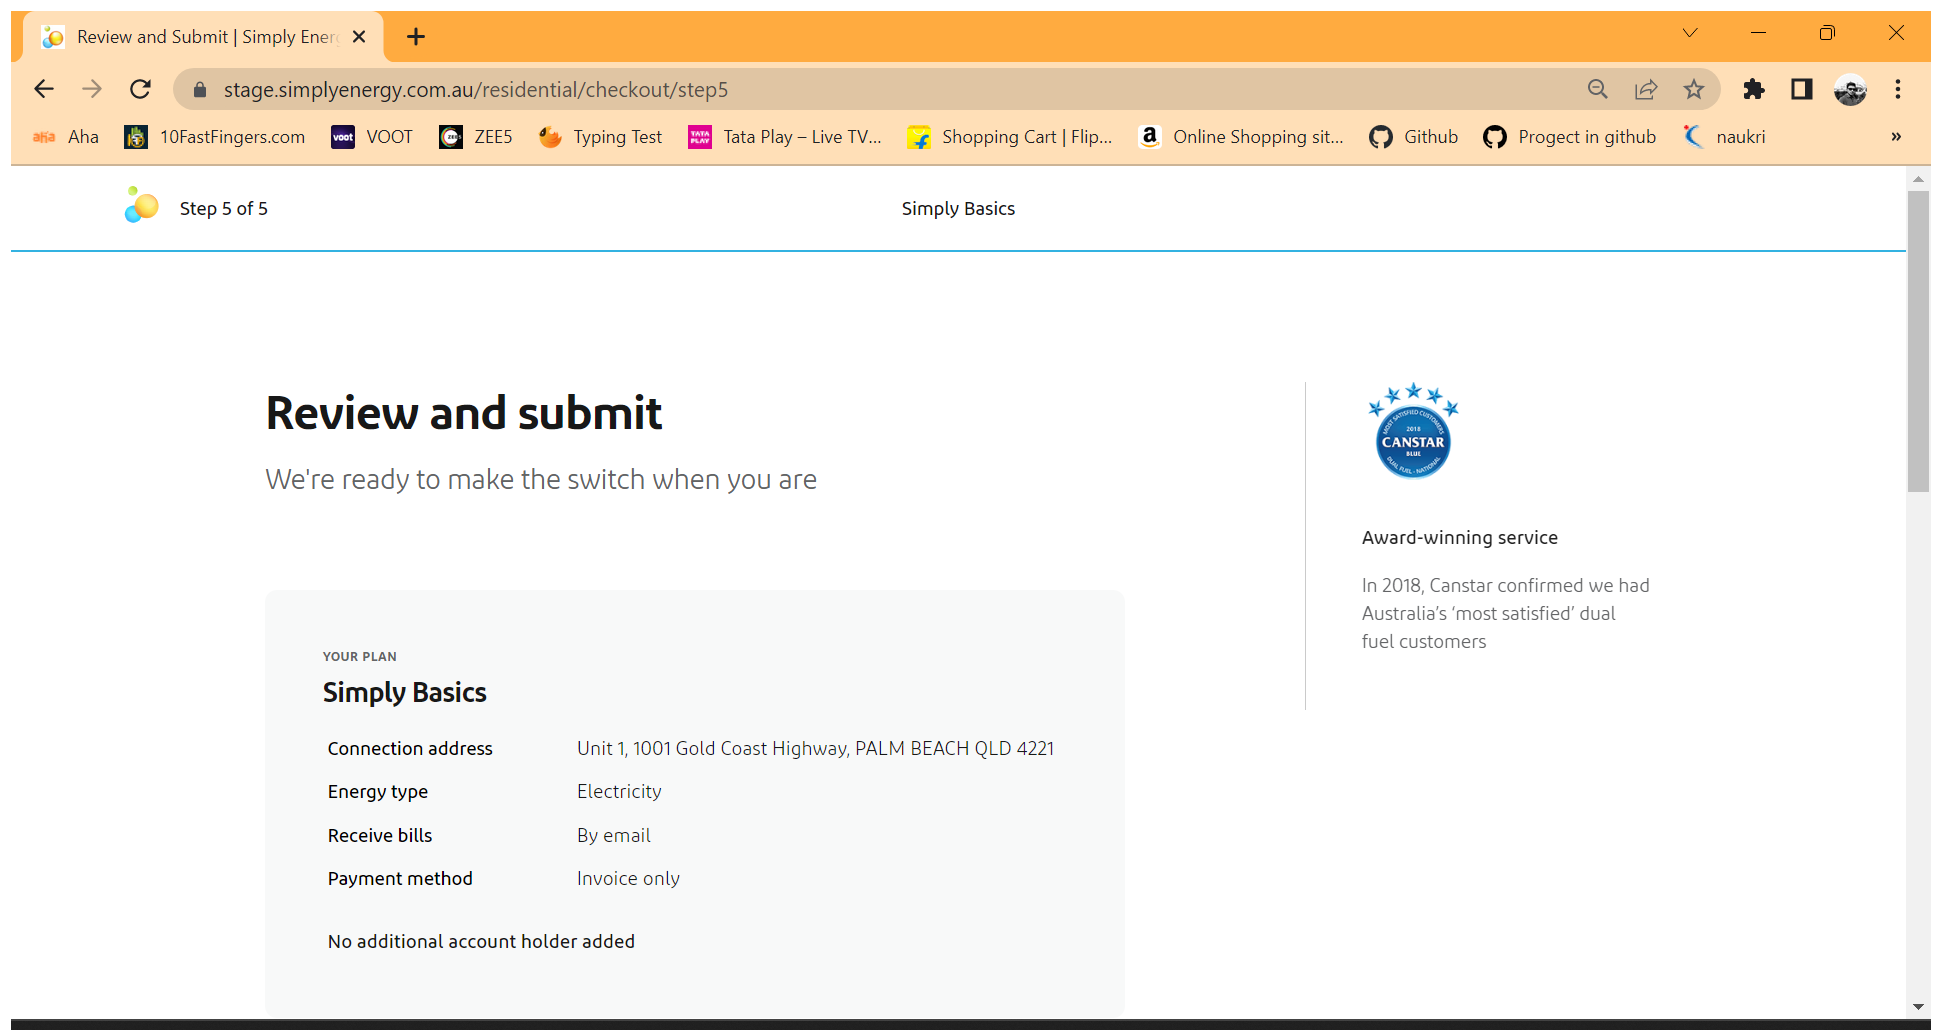 Review and Submit | Simply Ener
stage.simplyenergy.com.au/residential/checkout/step5
aha Aha
10FastFingers.com
voot VOOT
ZEE5 ZEE5
Typing Test
TATA PLAY Tata Play – Live TV...
Shopping Cart | Flip...
a Online Shopping sit...
Github
Progect in github
naukri
»
Step 5 of 5
Simply Basics
Review and submit
We're ready to make the switch when you are
MOST SATISFIED CUSTOMERS
2018
CANSTAR
BLUE
DUAL FUEL - NATIONAL
Award-winning service
In 2018, Canstar confirmed we had
Australia’s ‘most satisfied’ dual
fuel customers
YOUR PLAN
Simply Basics
Connection address Unit 1, 1001 Gold Coast Highway, PALM BEACH QLD 4221
Energy type Electricity
Receive bills By email
Payment method Invoice only
No additional account holder added